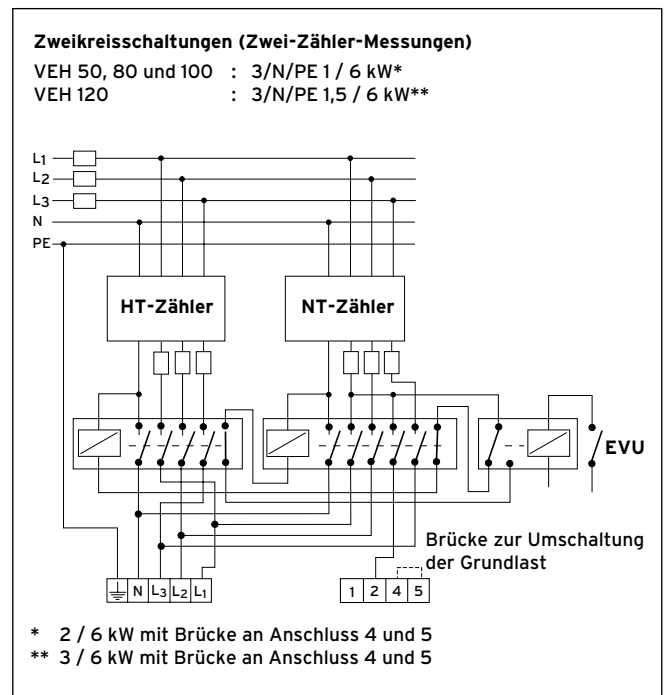 Zweikreisschaltungen (Zwei-Zähler-Messungen)
VEH 50, 80 und 100 : 3/N/PE 1 / 6 kW*
VEH 120 : 3/N/PE 1,5 / 6 kW**
L1
L2
L3
N
PE
HT-Zähler NT-Zähler
EVU
Brücke zur Umschaltung
der Grundlast
N L3 L2 L1 1 2 4 5
* 2 / 6 kW mit Brücke an Anschluss 4 und 5
** 3 / 6 kW mit Brücke an Anschluss 4 und 5